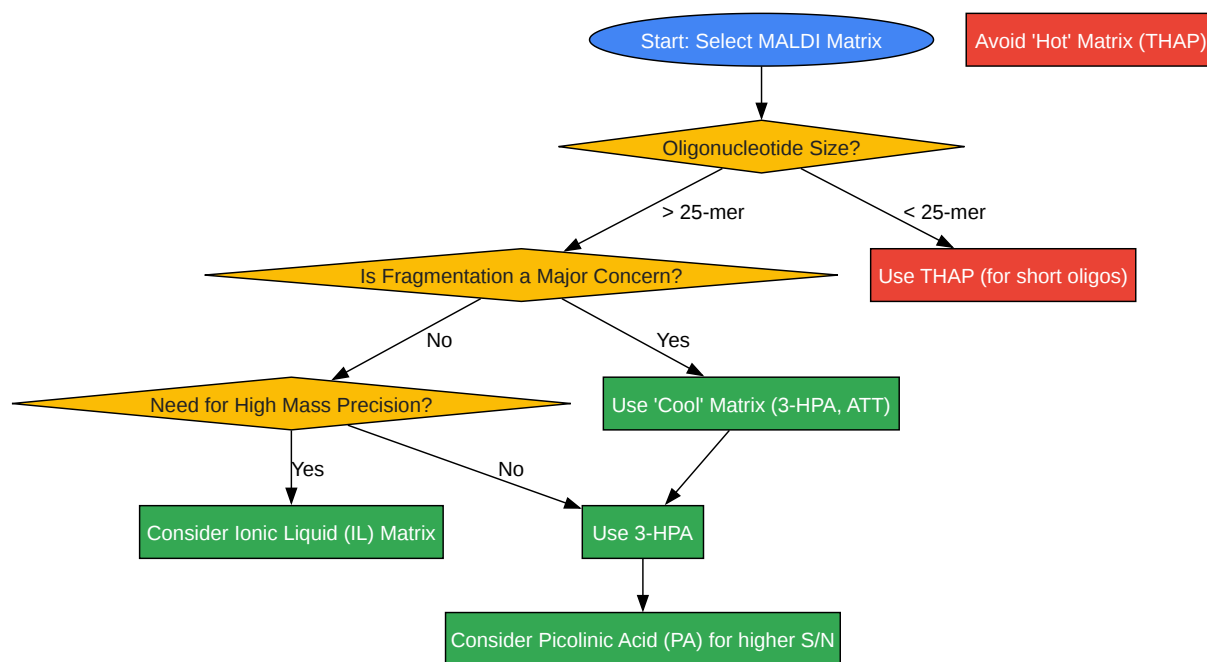 Start: Select MALDI Matrix
Avoid 'Hot' Matrix (THAP)
Oligonucleotide Size?
> 25-mer
< 25-mer
Is Fragmentation a Major Concern?
Use THAP (for short oligos)
No
Yes
Need for High Mass Precision?
Use 'Cool' Matrix (3-HPA, ATT)
Yes
No
Consider Ionic Liquid (IL) Matrix
Use 3-HPA
Consider Picolinic Acid (PA) for higher S/N